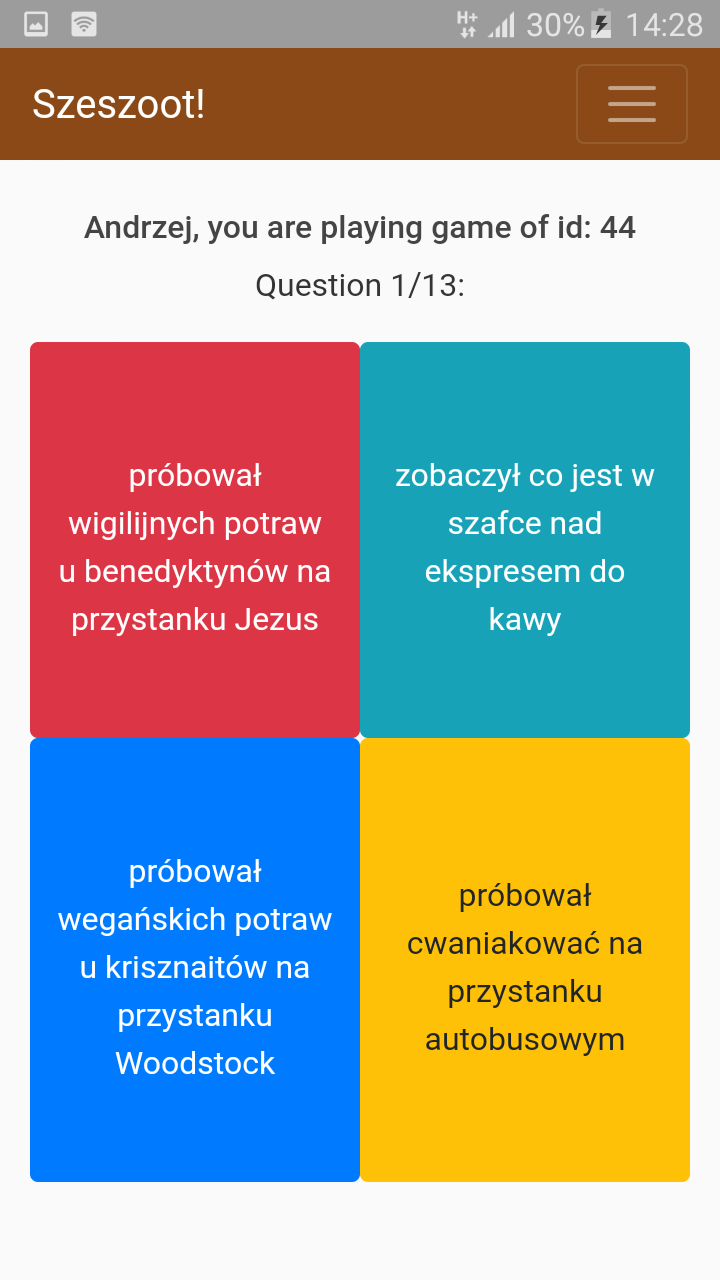 H+ 30% 14:28
Szeszoot!
Andrzej, you are playing game of id: 44
Question 1/13:
próbował
wigilijnych potraw
u benedyktynów na
przystanku Jezus
zobaczył co jest w
szafce nad
ekspresem do
kawy
próbował
wegańskich potraw
u krisznaitów na
przystanku
Woodstock
próbował
cwaniakować na
przystanku
autobusowym